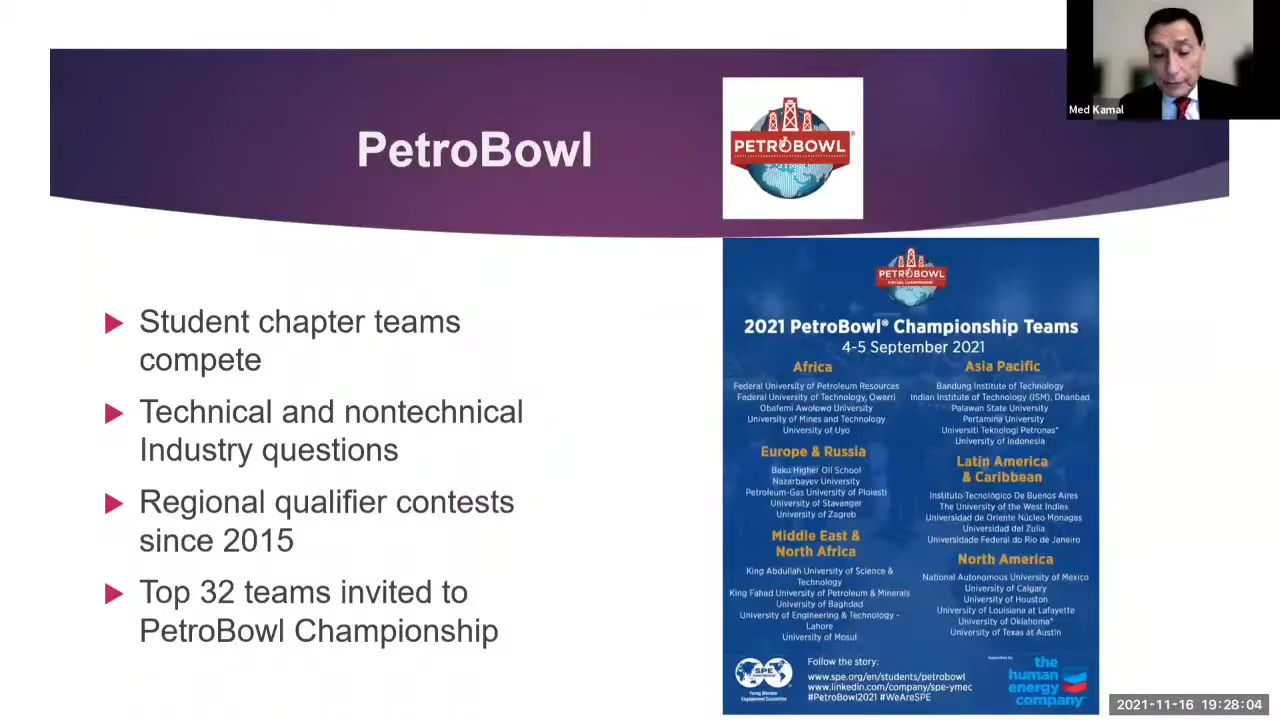 Med Kamal
PetroBowl
PETROBOWL
Student chapter teams
compete
Technical and nontechnical
Industry questions
Regional qualifier contests
since 2015
Top 32 teams invited to
PetroBowl Championship
PETROBOWL
VIRTUAL CHAMPIONSHIP
2021 PetroBowl® Championship Teams
4-5 September 2021
Africa
Federal University of Petroleum Resources
Federal University of Technology, Owerri
Obafemi Awolowo University
University of Mines and Technology
University of Uyo
Europe & Russia
Baku Higher Oil School
Nazarbayev University
Petroleum-Gas University of Ploiesti
University of Stavanger
University of Zagreb
Middle East &
North Africa
King Abdullah University of Science &
Technology
King Fahad University of Petroleum & Minerals
University of Baghdad
University of Engineering & Technology -
Lahore
University of Mosul
Asia Pacific
Bandung Institute of Technology
Indian Institute of Technology (ISM), Dhanbad
Palawan State University
Pertamina University
Universiti Teknologi Petronas*
University of Indonesia
Latin America
& Caribbean
Instituto Tecnológico De Buenos Aires
The University of the West Indies
Universidad de Oriente Núcleo Monagas
Universidad del Zulia
Universidade Federal do Rio de Janeiro
North America
National Autonomous University of Mexico
University of Calgary
University of Houston
University of Louisiana at Lafayette
University of Oklahoma*
University of Texas at Austin
SPE
Young Member
Engagement Committee
Follow the story:
www.spe.org/en/students/petrobowl
www.linkedin.com/company/spe-ymec
#PetroBowl2021 #WeAreSPE
Supported by
the
human
energy
company
2021-11-16 19:28:04